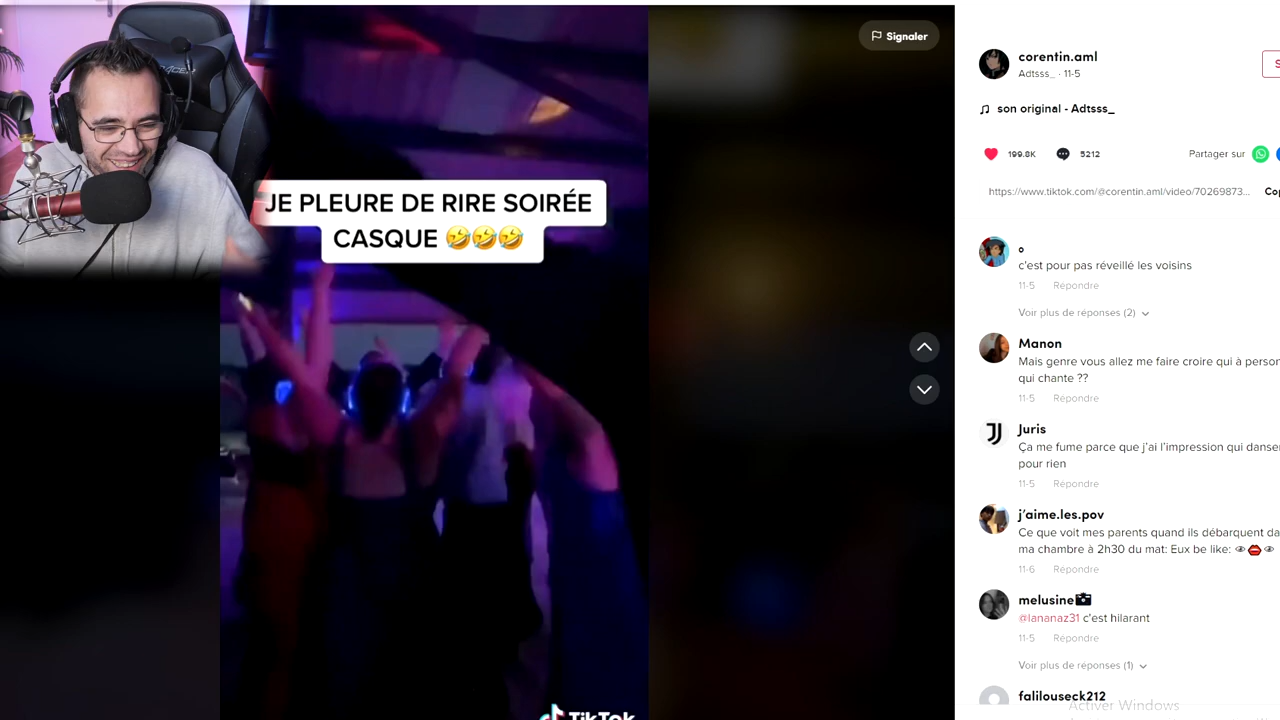 Signaler
JE PLEURE DE RIRE SOIRÉE
CASQUE 🤣🤣🤣
TikTok
corentin.aml
Adtsss_ · 11-5
son original - Adtsss_
199.8K
5212
Partager sur
https://www.tiktok.com/@corentin.aml/video/70269873...
o
c'est pour pas réveillé les voisins
11-5 Répondre
Voir plus de réponses (2)
Manon
Mais genre vous allez me faire croire qui à
qui chante ??
11-5 Répondre
Juris
Ça me fume parce que j'ai l'impression qui
pour rien
11-5 Répondre
j'aime.les.pov
Ce que voit mes parents quand ils débarquent
ma chambre à 2h30 du mat: Eux be like: 👁👄👁
11-6 Répondre
melusine
@lananaz31 c'est hilarant
11-5 Répondre
Voir plus de réponses (1)
falilouseck212
Activer Windows